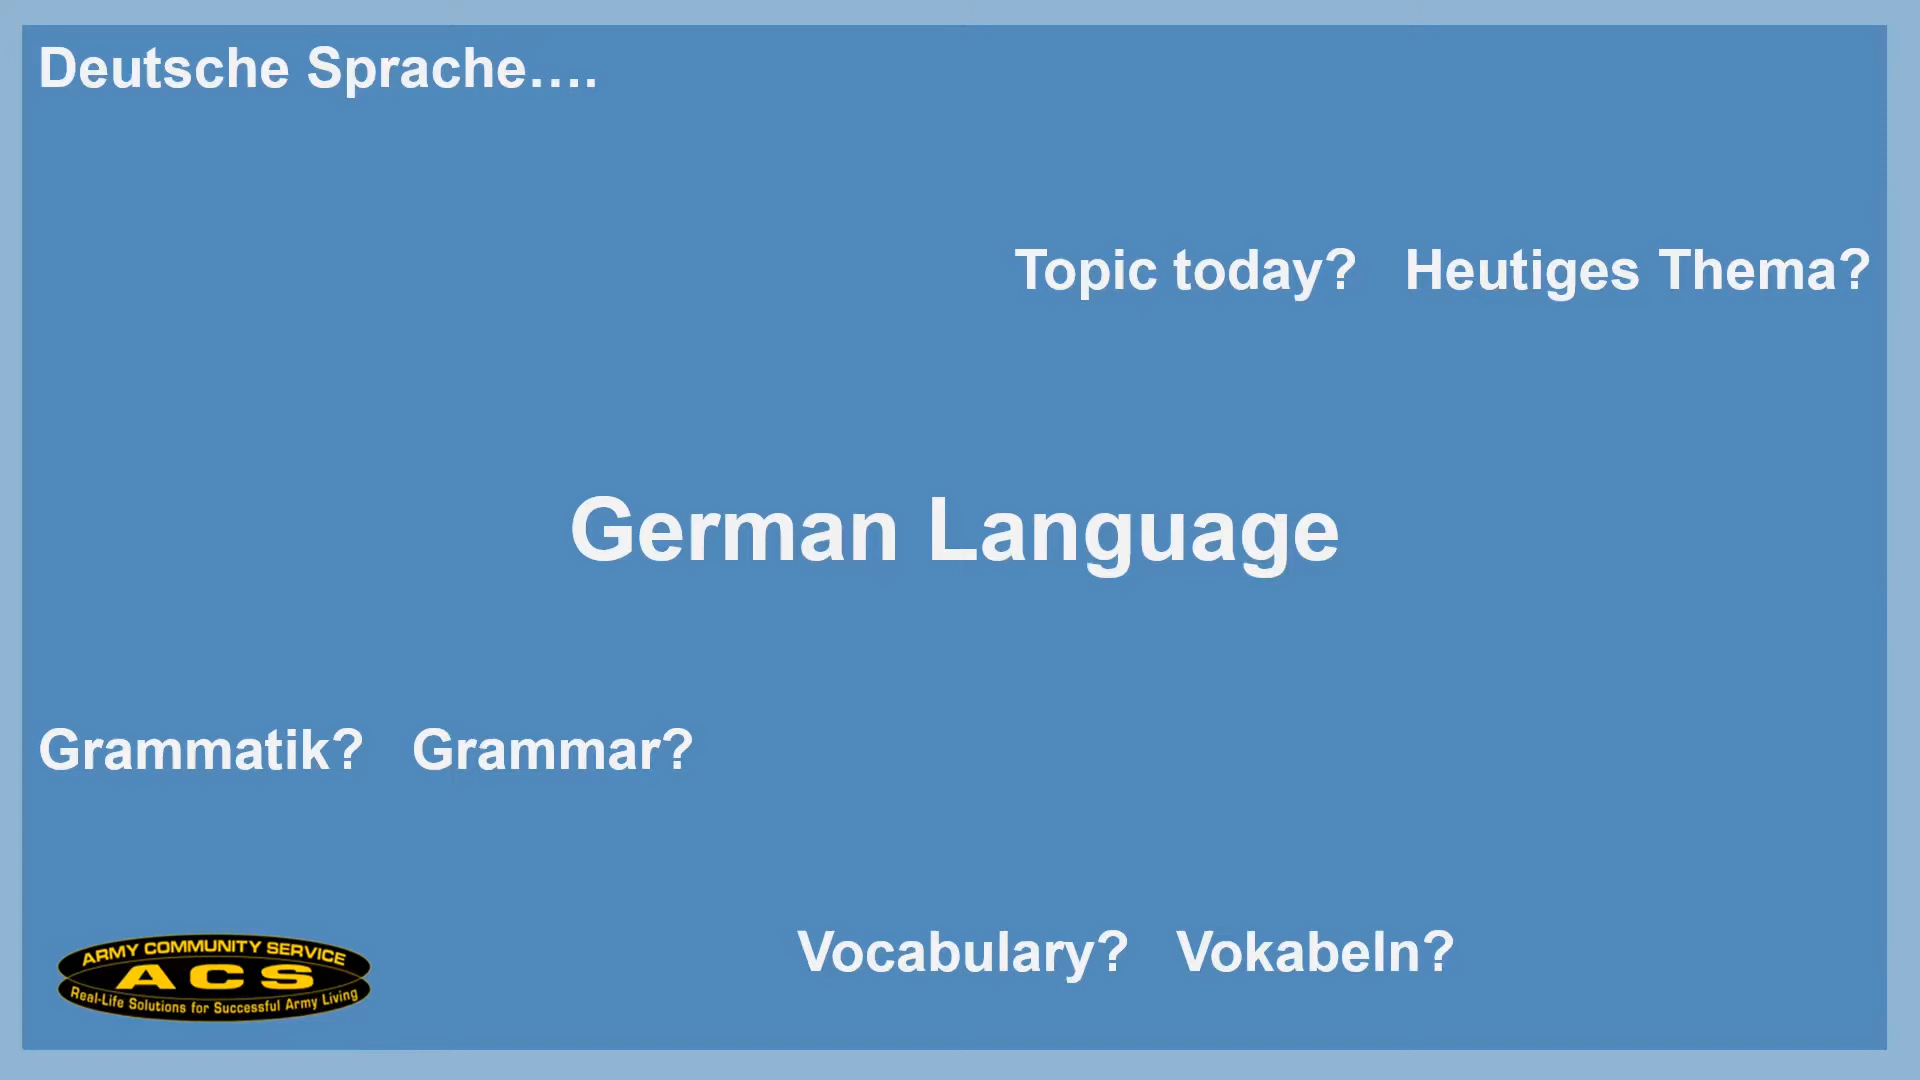 Deutsche Sprache....
Topic today? Heutiges Thema?
German Language
Grammatik? Grammar?
Vocabulary? Vokabeln?
ARMY COMMUNITY SERVICE
ACS
Real-Life Solutions for Successful Army Living